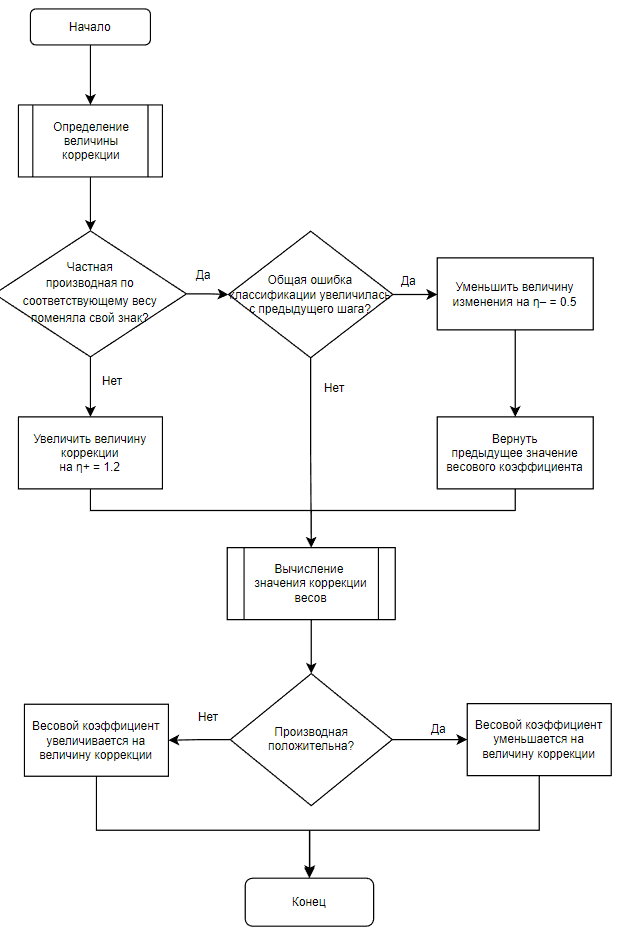 Начало
Определение
величины
коррекции
Частная
производная по
соответствующему весу
поменяла свой знак?
Да
Общая ошибка
классификации увеличилась
с предыдущего шага?
Да
Уменьшить величину
изменения на η− = 0.5
Нет
Нет
Увеличить величину
коррекции
на η+ = 1.2
Вернуть
предыдущее значение
весового коэффициента
Вычисление
значения коррекции
весов
Производная
положительна?
Нет
Да
Весовой коэффициент
увеличивается на
величину коррекции
Весовой коэффициент
уменьшается на
величину коррекции
Конец